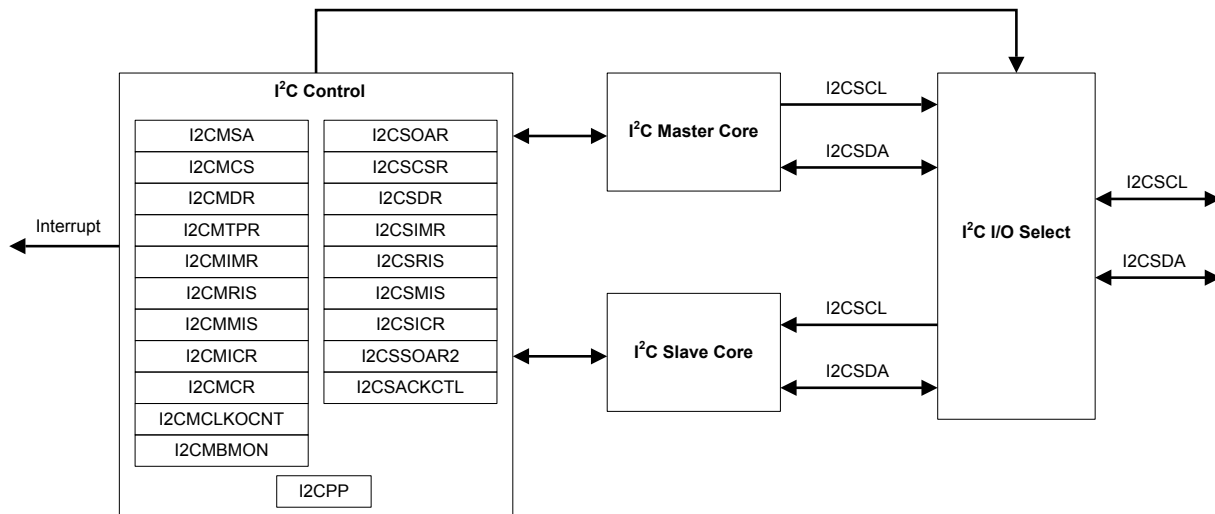 I²C Control
I2CMSA
I2CMCS
I2CMDR
I2CMTPR
I2CMIMR
I2CMRIS
I2CMMIS
I2CMICR
I2CMCR
I2CMCLKOCNT
I2CMBMON
I2CSOAR
I2CSCSR
I2CSDR
I2CSIMR
I2CSRIS
I2CSMIS
I2CSICR
I2CSSOAR2
I2CSACKCTL
I2CPP
Interrupt
I²C Master Core
I2CSCL
I2CSDA
I²C Slave Core
I2CSCL
I2CSDA
I²C I/O Select
I2CSCL
I2CSDA